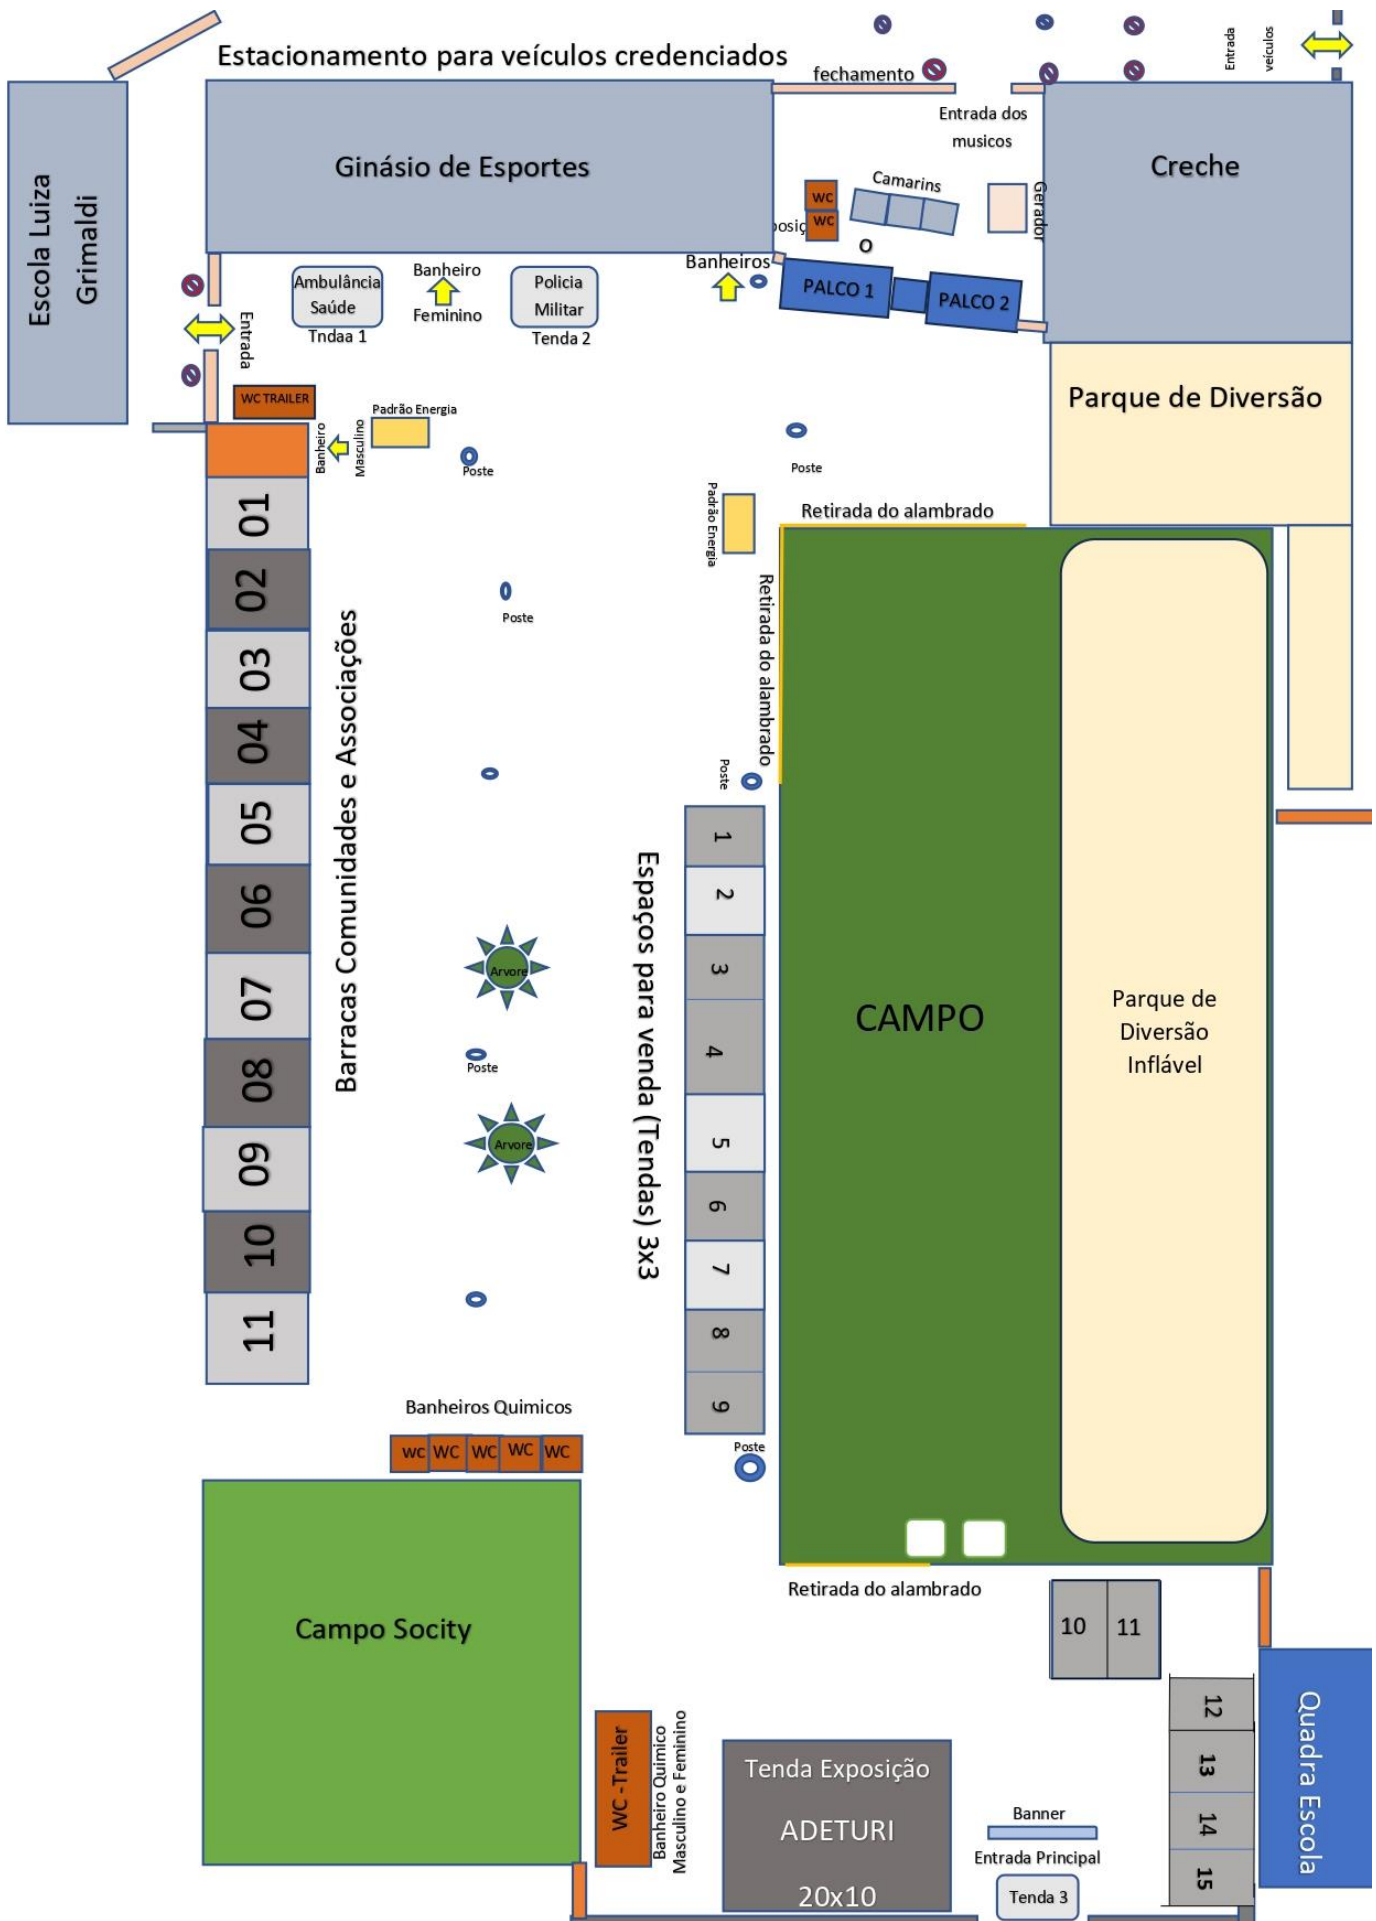 Estacionamento para veículos credenciados
fechamento
Entrada
veículos
Escola Luiza
Grimaldi
Ginásio de Esportes
Entrada dos
musicos
Creche
Camarins
WC
WC
Gerador
O
Banheiros
PALCO 1
PALCO 2
Ambulância
Saúde
Tndaa 1
Banheiro
Feminino
Policia
Militar
Tenda 2
Entrada
WC TRAILER
Banheiro
Masculino
Padrão Energia
Poste
Poste
Parque de Diversão
Padrão Energia
Retirada do alambrado
Retirada do alambrado
Poste
Poste
01
02
03
04
05
06
07
08
09
10
11
Barracas Comunidades e Associações
Arvore
Poste
Arvore
Espaços para venda (Tendas) 3x3
1
2
3
4
5
6
7
8
9
Poste
CAMPO
Parque de
Diversão
Inflável
Banheiros Quimicos
wc
WC
WC
WC
WC
Retirada do alambrado
Campo Socity
10
11
12
13
14
15
Quadra Escola
WC -Trailer
Banheiro Quimico
Masculino e Feminino
Tenda Exposição
ADETURI
20x10
Banner
Entrada Principal
Tenda 3